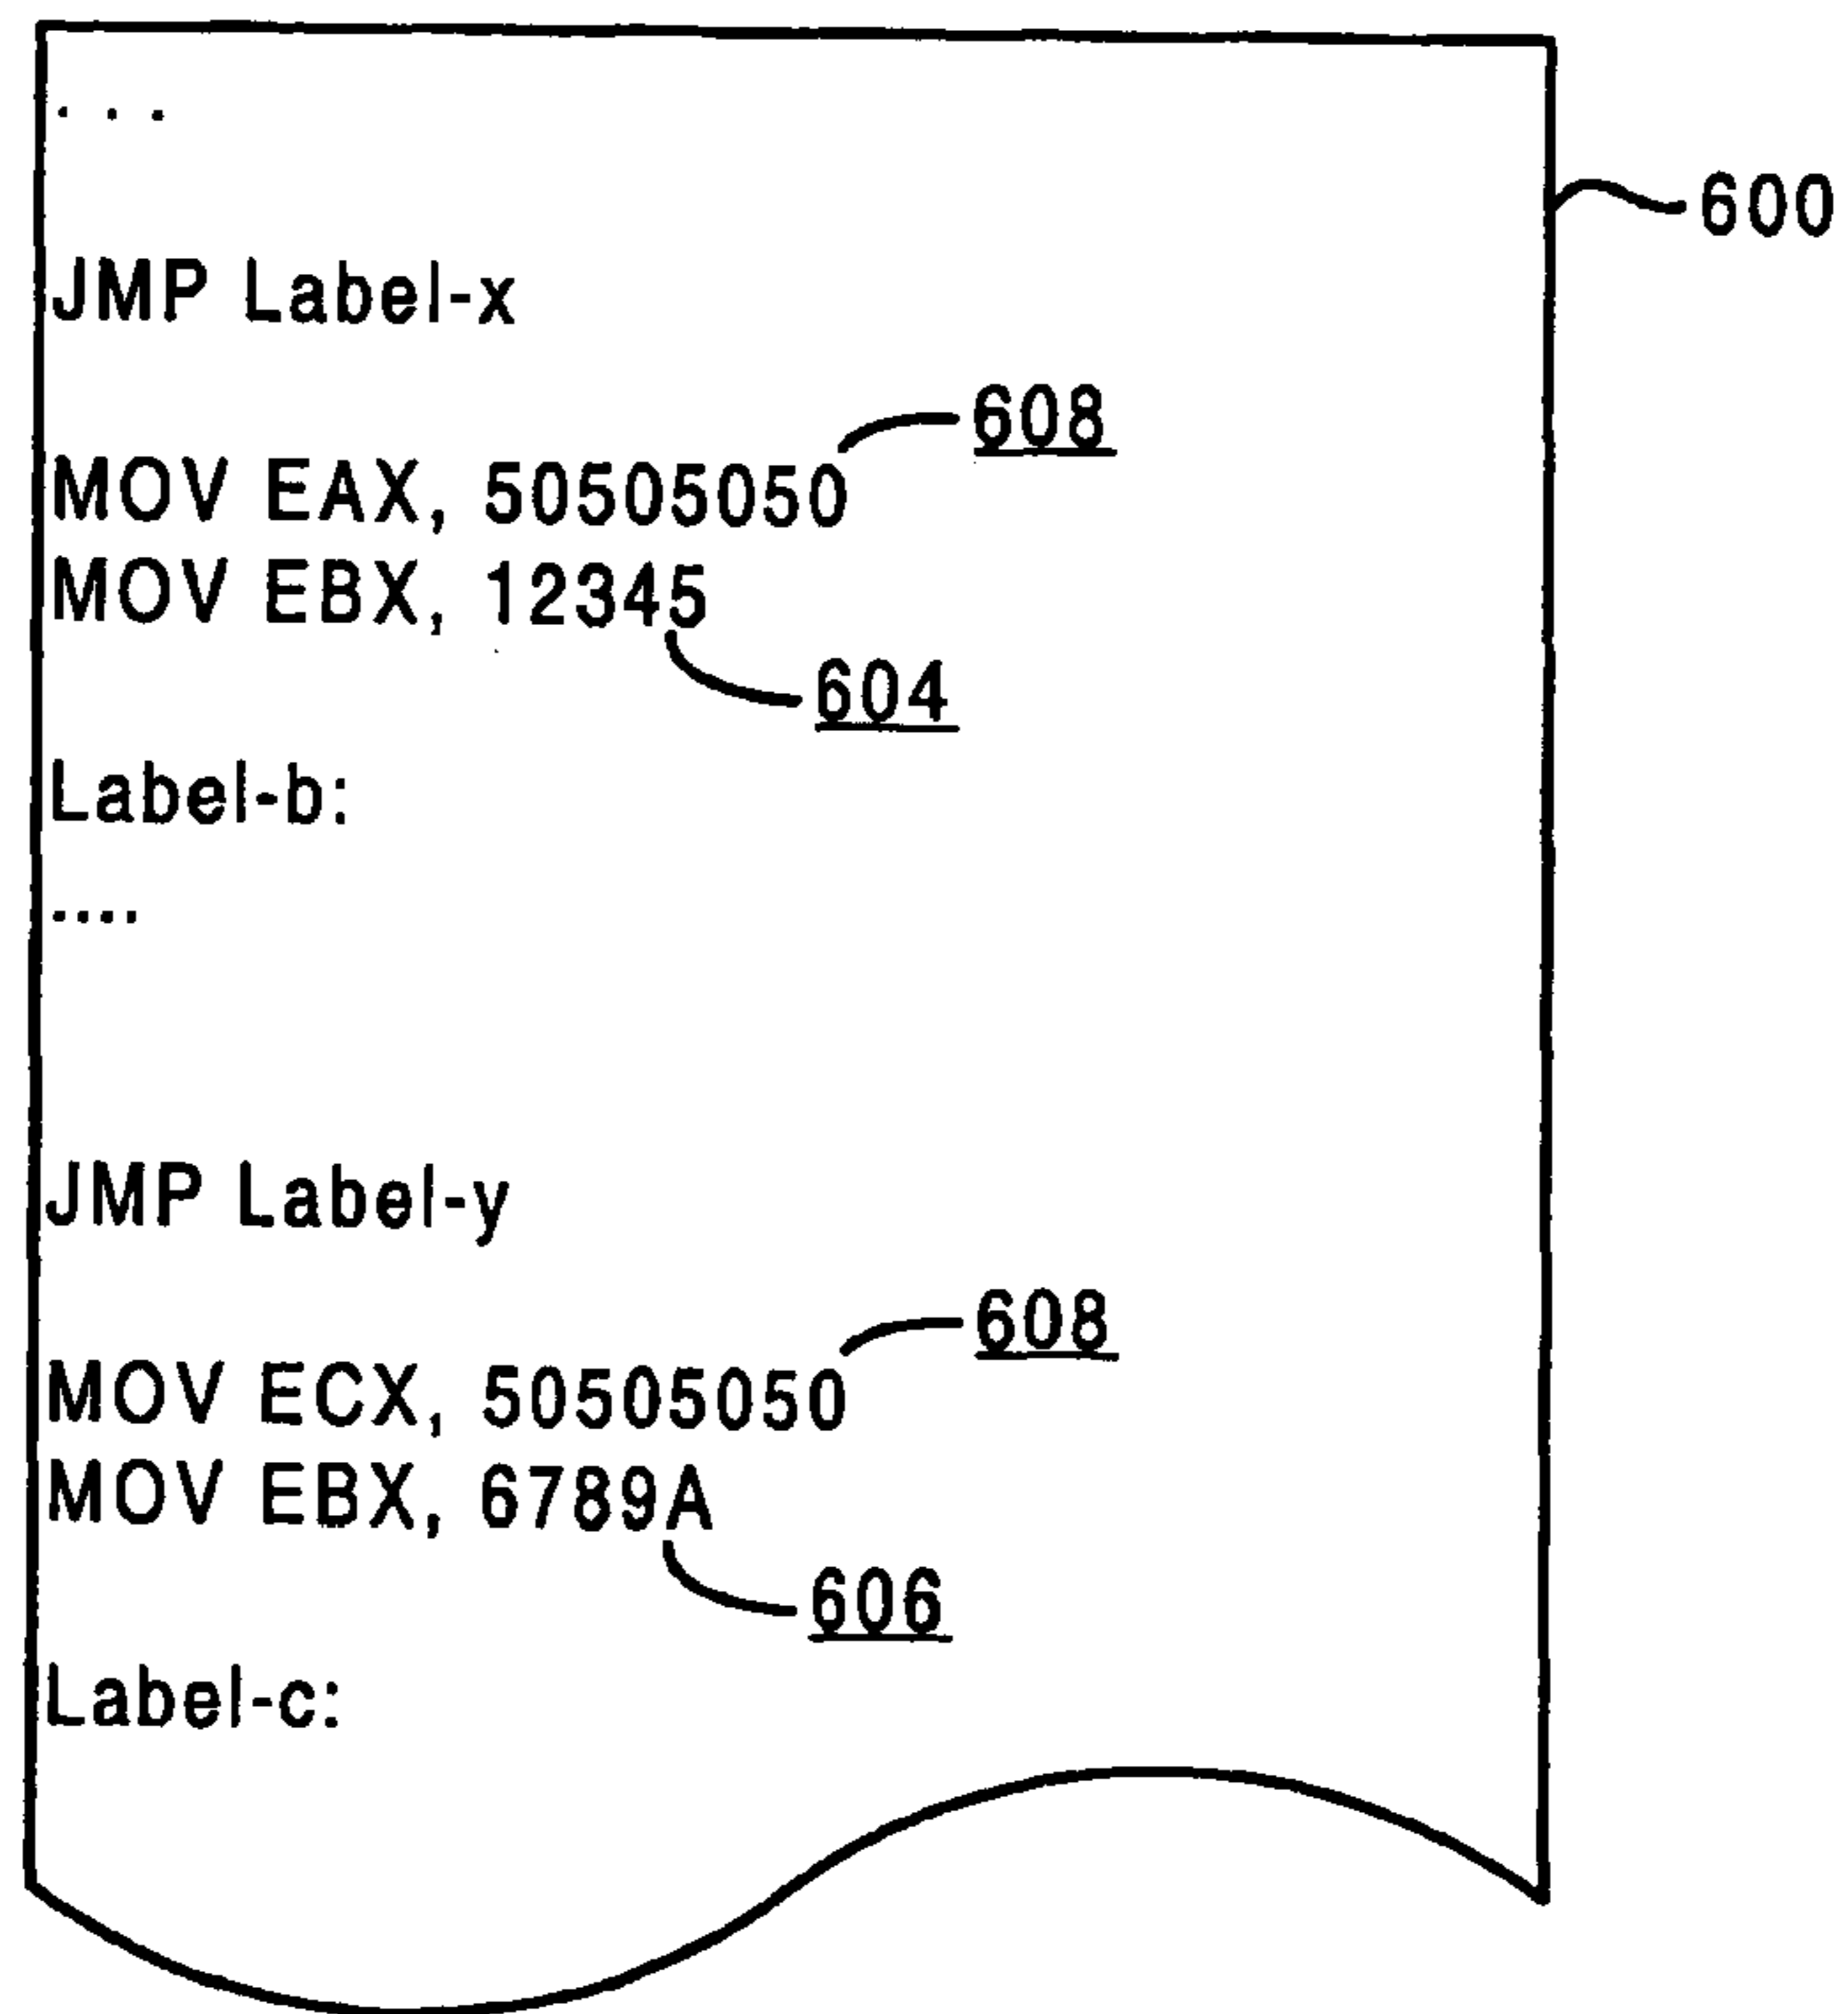 . . .
600
JMP Label-x
608
MOV EAX, 50505050
MOV EBX, 12345
604
Label-b:
....
JMP Label-y
608
MOV ECX, 50505050
MOV EBX, 6789A
606
Label-c: